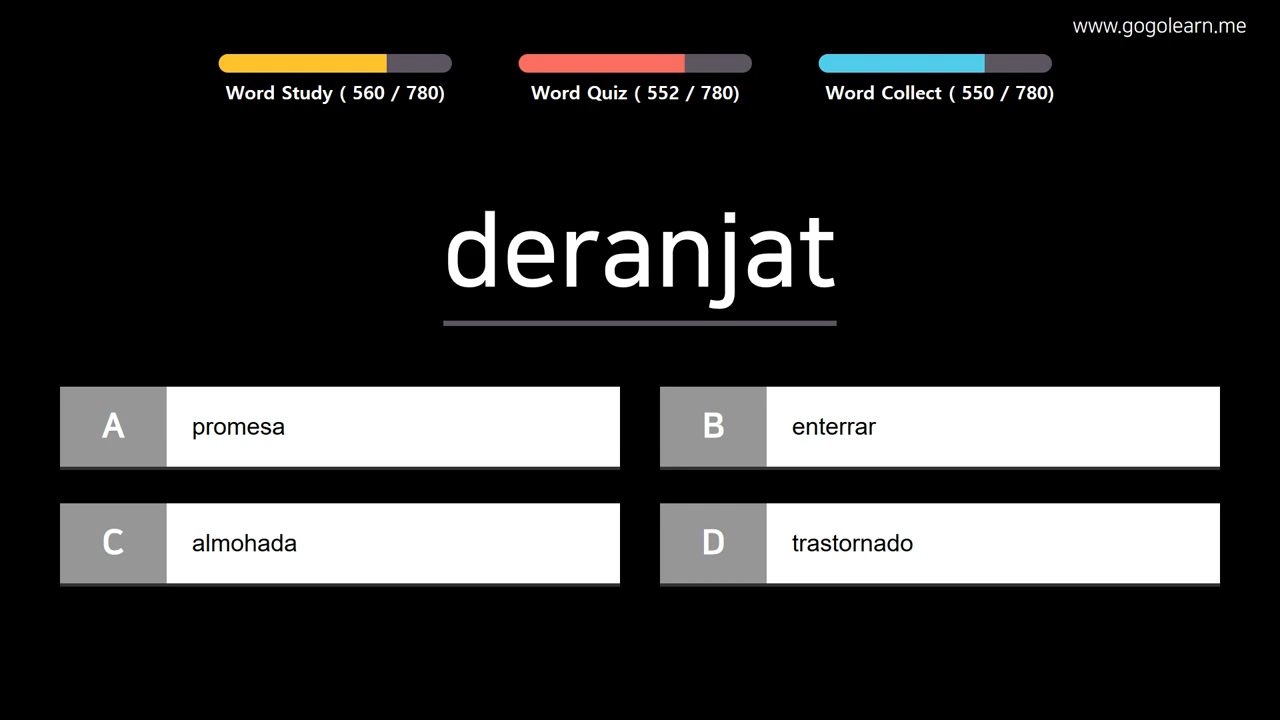 www.gogolearn.me
Word Study ( 560 / 780)
Word Quiz ( 552 / 780)
Word Collect ( 550 / 780)
deranjat
A promesa
B enterrar
C almohada
D trastornado